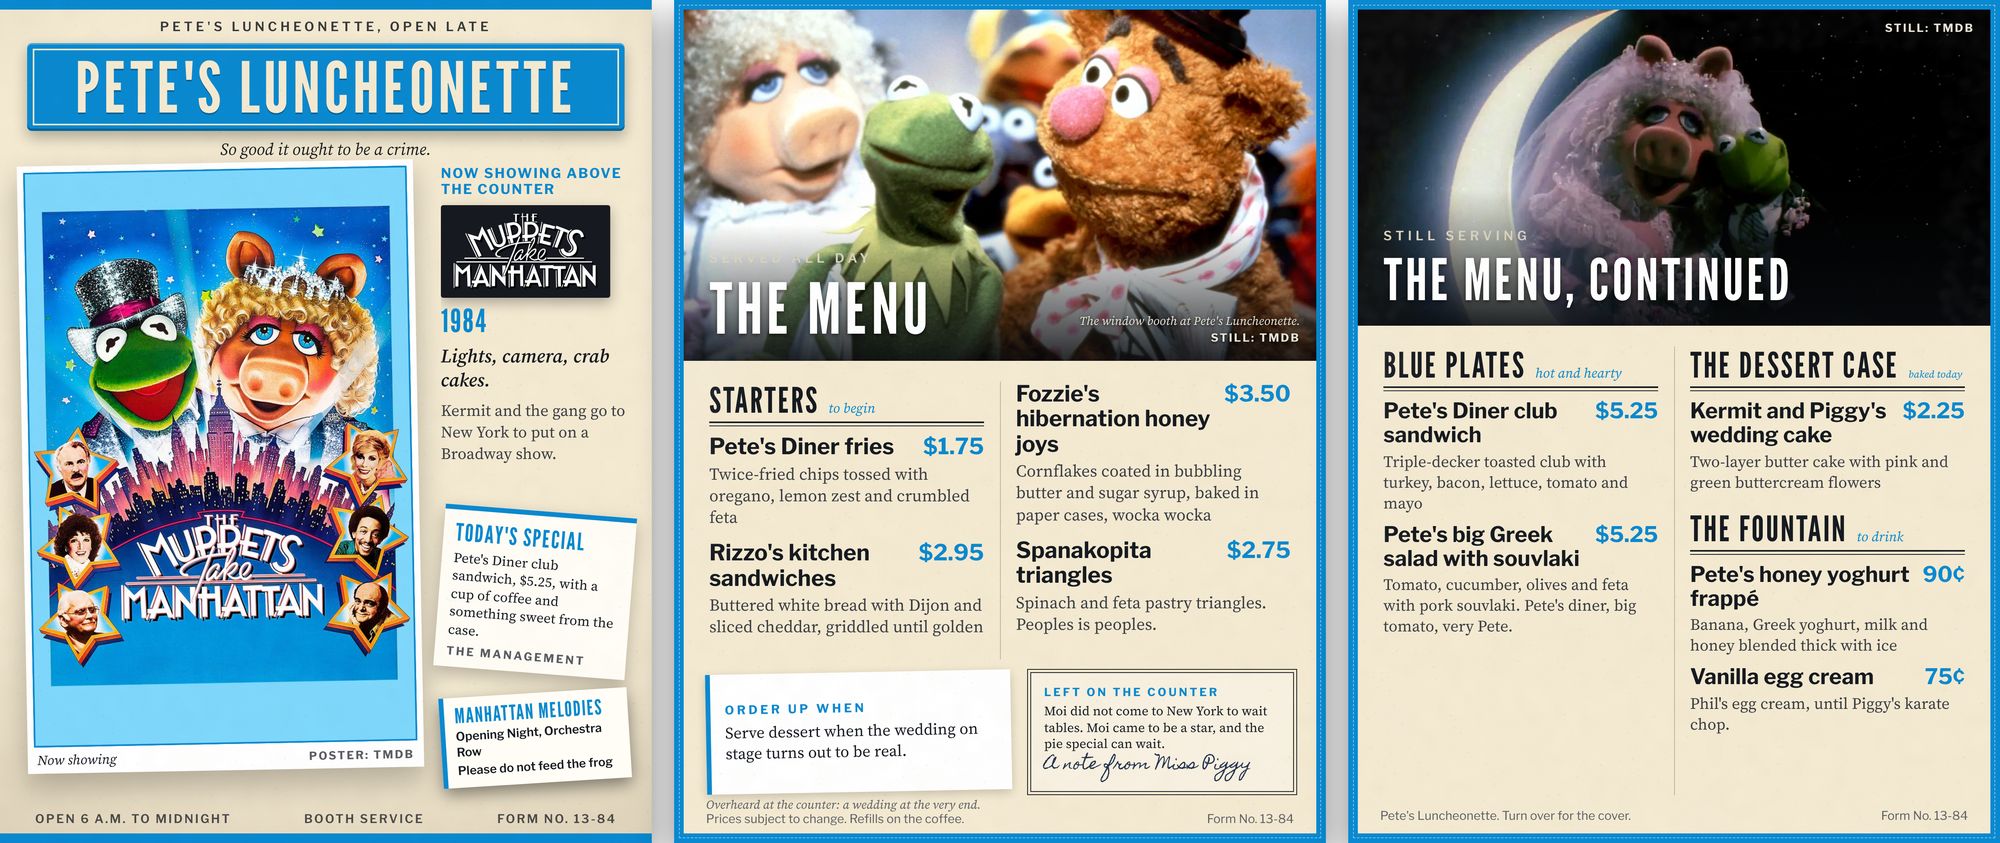 PETE'S LUNCHEONETTE, OPEN LATE
PETE'S LUNCHEONETTE
So good it ought to be a crime.
NOW SHOWING ABOVE
THE COUNTER
THE
MUPPETS
Take
MANHATTAN
1984
Lights, camera, crab
cakes.
Kermit and the gang go to
New York to put on a
Broadway show.
THE
MUPPETS
Take
MANHATTAN
Now showing
POSTER: TMDB
TODAY'S SPECIAL
Pete's Diner club
sandwich, $5.25, with a
cup of coffee and
something sweet from the
case.
THE MANAGEMENT
MANHATTAN MELODIES
Opening Night, Orchestra
Row
Please do not feed the frog
OPEN 6 A.M. TO MIDNIGHT
BOOTH SERVICE
FORM NO. 13-84
SERVED ALL DAY
THE MENU
The window booth at Pete's Luncheonette.
STILL: TMDB
STARTERS to begin
Pete's Diner fries $1.75
Twice-fried chips tossed with
oregano, lemon zest and crumbled
feta
Rizzo's kitchen $2.95
sandwiches
Buttered white bread with Dijon and
sliced cheddar, griddled until golden
Fozzie's $3.50
hibernation honey
joys
Cornflakes coated in bubbling
butter and sugar syrup, baked in
paper cases, wocka wocka
Spanakopita $2.75
triangles
Spinach and feta pastry triangles.
Peoples is peoples.
ORDER UP WHEN
Serve dessert when the wedding on
stage turns out to be real.
LEFT ON THE COUNTER
Moi did not come to New York to wait
tables. Moi came to be a star, and the
pie special can wait.
A note from Miss Piggy
Overheard at the counter: a wedding at the very end.
Prices subject to change. Refills on the coffee.
Form No. 13-84
STILL: TMDB
STILL SERVING
THE MENU, CONTINUED
BLUE PLATES hot and hearty
Pete's Diner club $5.25
sandwich
Triple-decker toasted club with
turkey, bacon, lettuce, tomato and
mayo
Pete's big Greek $5.25
salad with souvlaki
Tomato, cucumber, olives and feta
with pork souvlaki. Pete's diner, big
tomato, very Pete.
THE DESSERT CASE baked today
Kermit and Piggy's $2.25
wedding cake
Two-layer butter cake with pink and
green buttercream flowers
THE FOUNTAIN to drink
Pete's honey yoghurt 90¢
frappé
Banana, Greek yoghurt, milk and
honey blended thick with ice
Vanilla egg cream 75¢
Phil's egg cream, until Piggy's karate
chop.
Pete's Luncheonette. Turn over for the cover.
Form No. 13-84